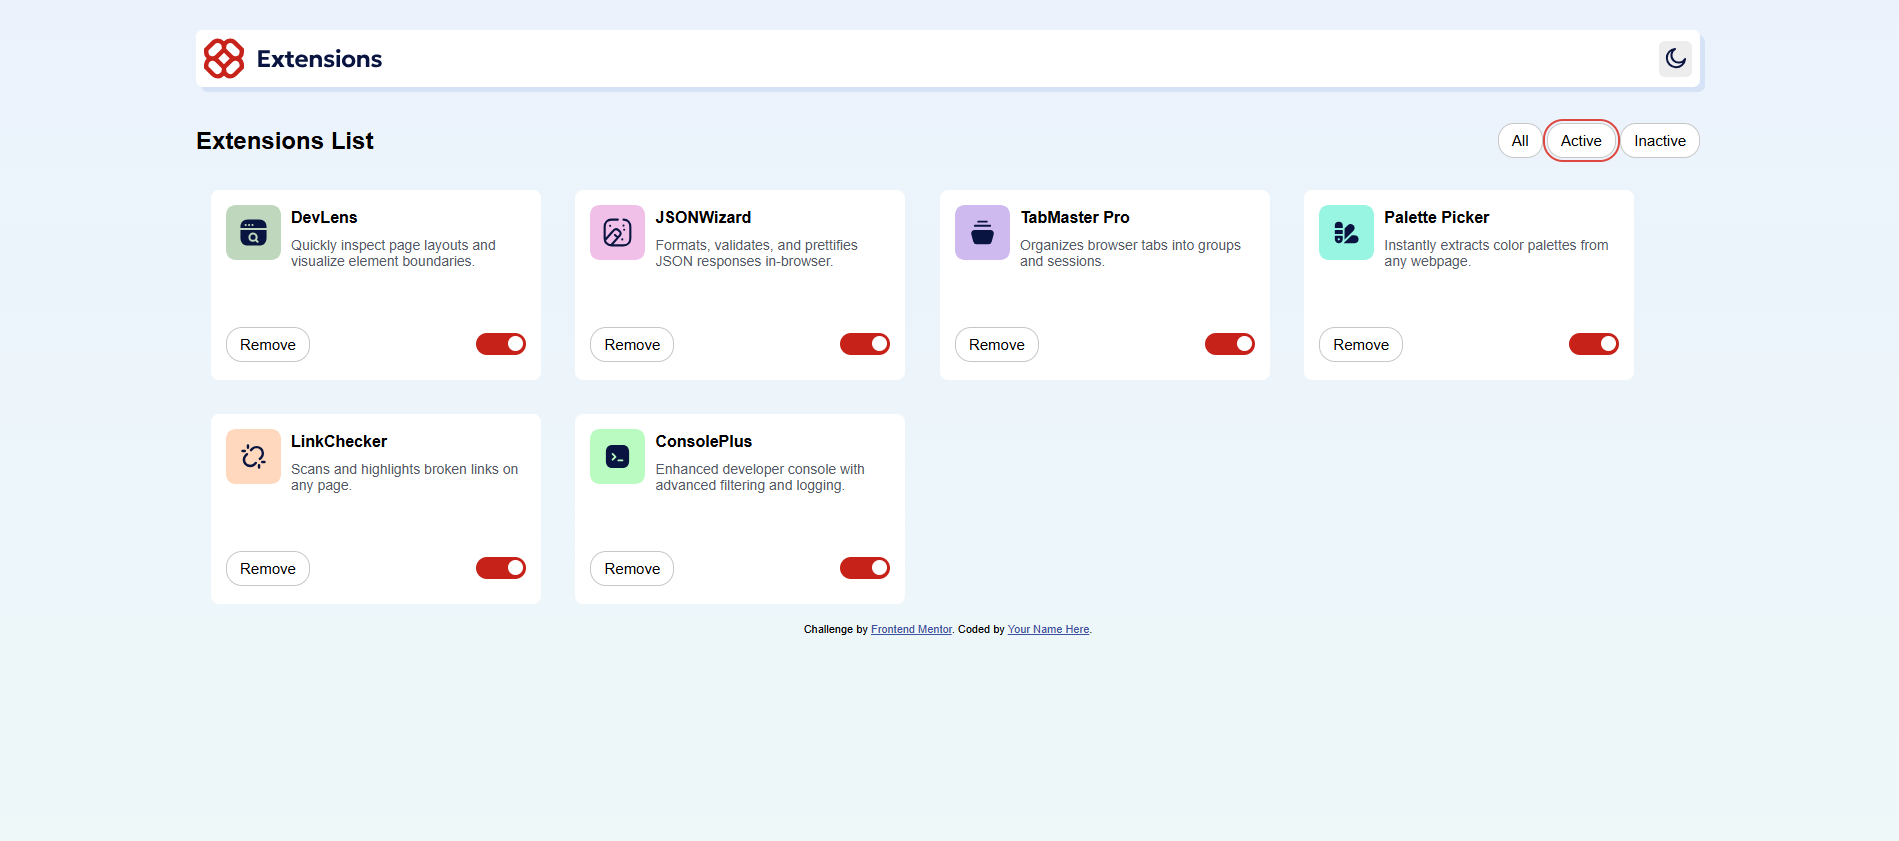 Extensions
Extensions List
All
Active
Inactive
DevLens
Quickly inspect page layouts and
visualize element boundaries.
Remove
JSONWizard
Formats, validates, and prettifies
JSON responses in-browser.
Remove
TabMaster Pro
Organizes browser tabs into groups
and sessions.
Remove
Palette Picker
Instantly extracts color palettes from
any webpage.
Remove
LinkChecker
Scans and highlights broken links on
any page.
Remove
ConsolePlus
Enhanced developer console with
advanced filtering and logging.
Remove
Challenge by Frontend Mentor. Coded by Your Name Here.